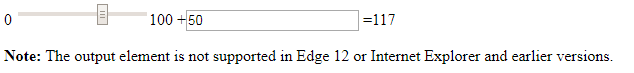 0 100 +50 =117
Note: The output element is not supported in Edge 12 or Internet Explorer and earlier versions.